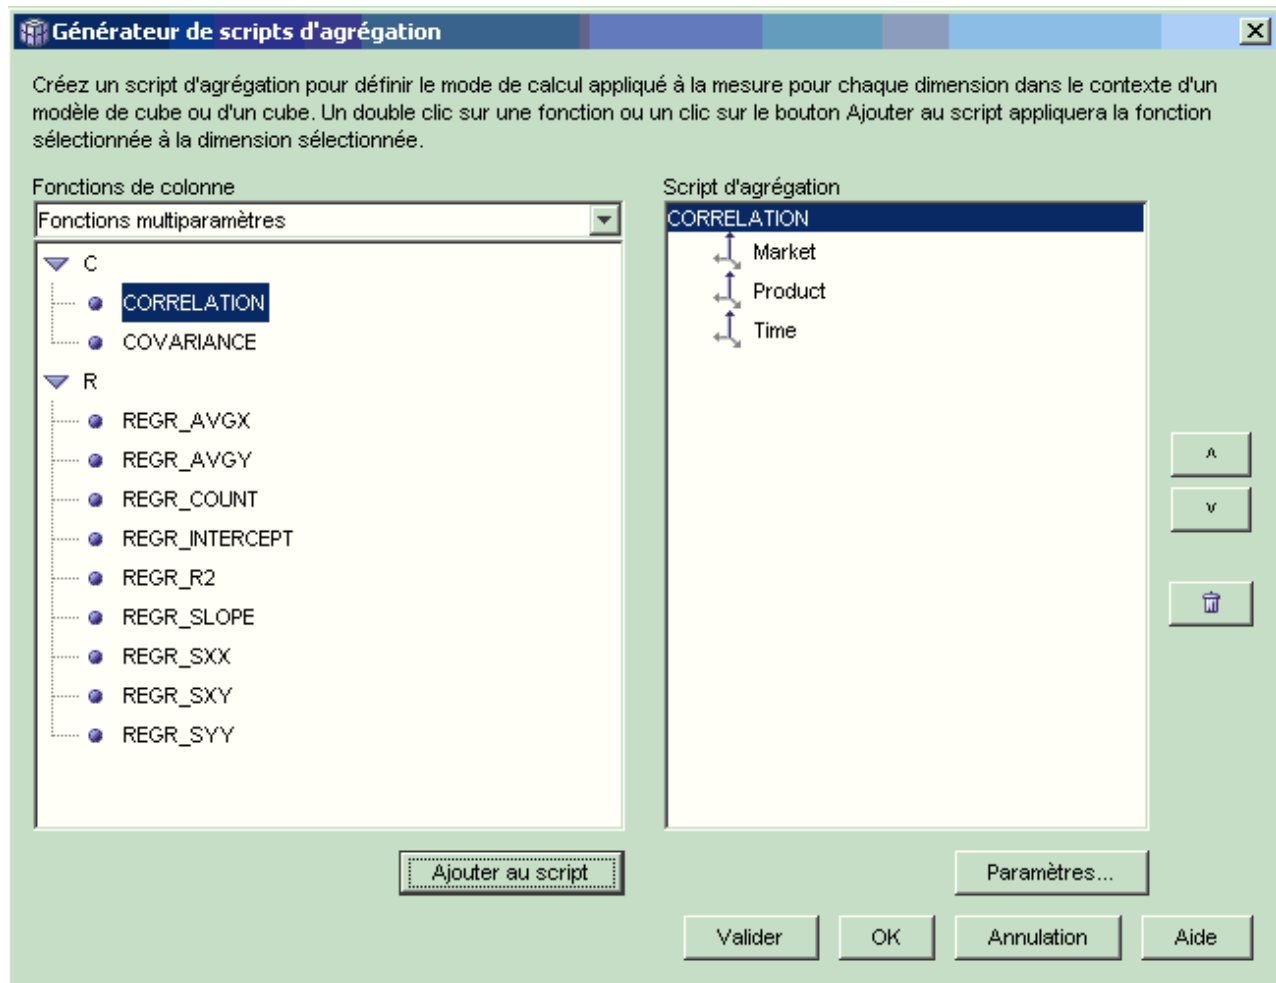 Générateur de scripts d'agrégation
Créez un script d'agrégation pour définir le mode de calcul appliqué à la mesure pour chaque dimension dans le contexte d'un
modèle de cube ou d'un cube. Un double clic sur une fonction ou un clic sur le bouton Ajouter au script appliquera la fonction
sélectionnée à la dimension sélectionnée.
Fonctions de colonne
Fonctions multiparamètres
C
CORRELATION
COVARIANCE
R
REGR_AVGX
REGR_AVGY
REGR_COUNT
REGR_INTERCEPT
REGR_R2
REGR_SLOPE
REGR_SXX
REGR_SXY
REGR_SYY
Ajouter au script
Script d'agrégation
CORRELATION
Market
Product
Time
Paramètres...
Valider
OK
Annulation
Aide